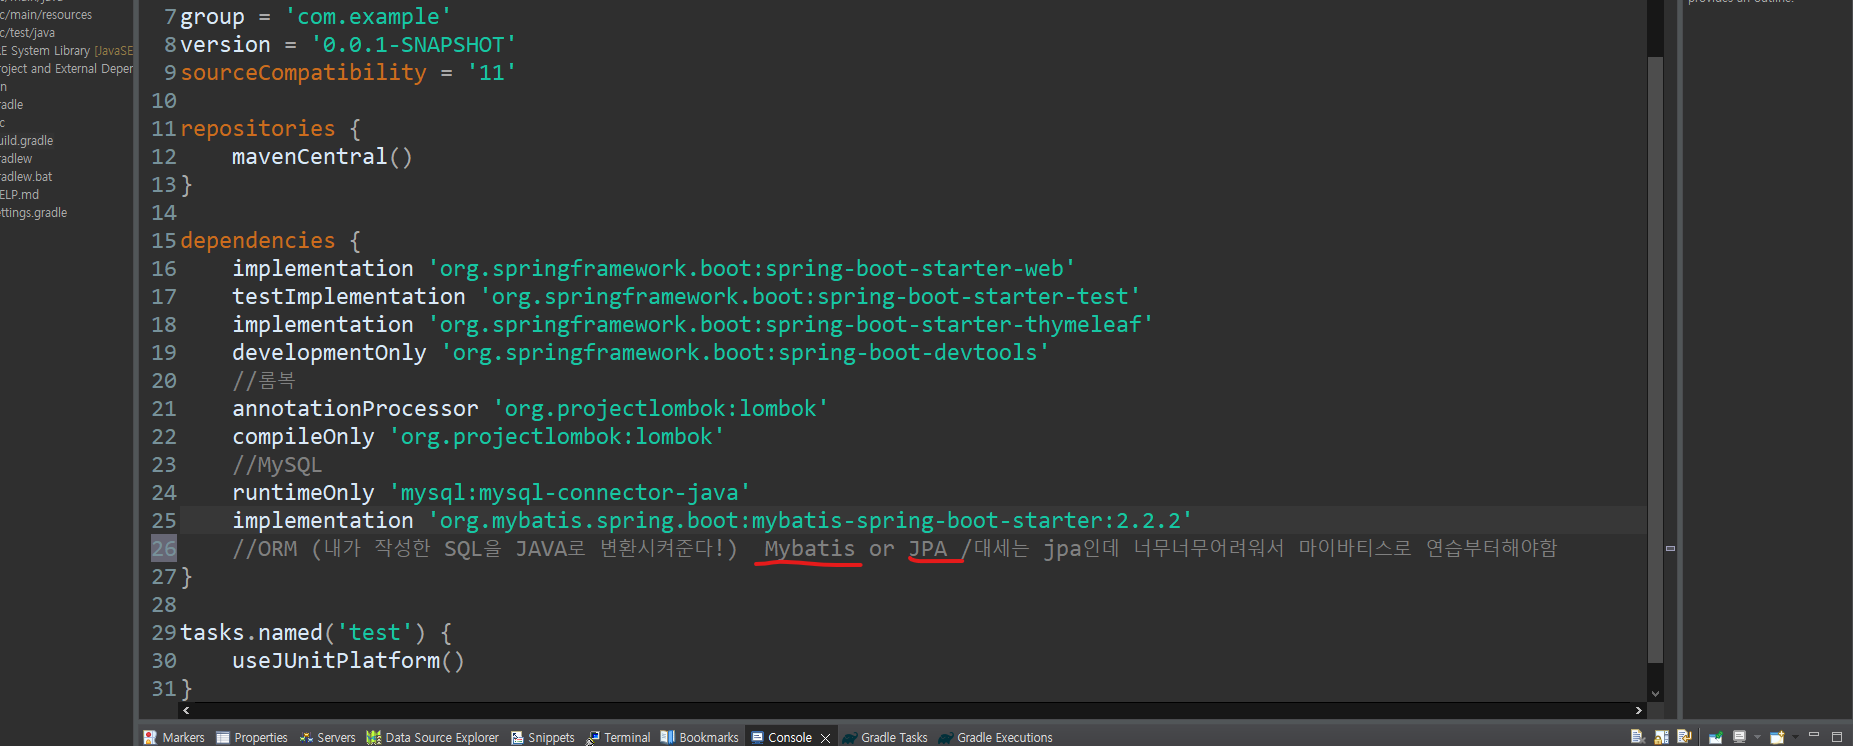 c/main/resources
c/test/java
E System Library [JavaSE
oject and External Deper
n
radle
c
uild.gradle
radlew
radlew.bat
ELP.md
ettings.gradle
7 group = 'com.example'
8 version = '0.0.1-SNAPSHOT'
9 sourceCompatibility = '11'
10
11 repositories {
12 mavenCentral()
13 }
14
15 dependencies {
16 implementation 'org.springframework.boot:spring-boot-starter-web'
17 testImplementation 'org.springframework.boot:spring-boot-starter-test'
18 implementation 'org.springframework.boot:spring-boot-starter-thymeleaf'
19 developmentOnly 'org.springframework.boot:spring-boot-devtools'
20 //롬복
21 annotationProcessor 'org.projectlombok:lombok'
22 compileOnly 'org.projectlombok:lombok'
23 //MySQL
24 runtimeOnly 'mysql:mysql-connector-java'
25 implementation 'org.mybatis.spring.boot:mybatis-spring-boot-starter:2.2.2'
26 //ORM (내가 작성한 SQL을 JAVA로 변환시켜준다!) Mybatis or JPA /대세는 jpa인데 너무너무어려워서 마이바티스로 연습부터해야함
27 }
28
29 tasks.named('test') {
30 useJUnitPlatform()
31 }
Markers Properties Servers Data Source Explorer Snippets Terminal Bookmarks Console Gradle Tasks Gradle Executions